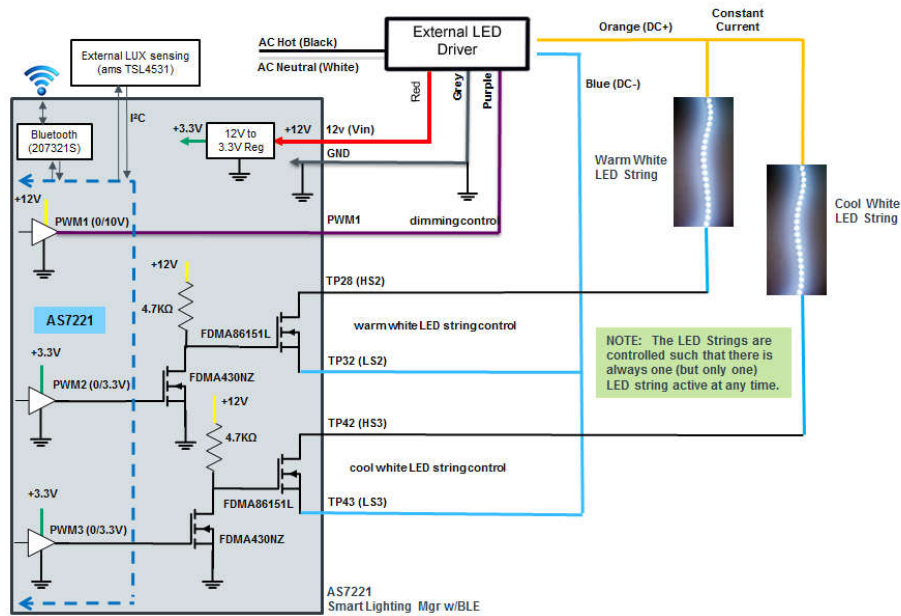 External LUX sensing
(ams TSL4531)
Bluetooth
(207321S)
I²C
AC Hot (Black)
AC Neutral (White)
External LED
Driver
Red
Grey
Purple
Orange (DC+)
Constant
Current
Blue (DC-)
+3.3V
12V to
3.3V Reg
+12V
12v (Vin)
GND
Warm White
LED String
Cool White
LED String
+12V
PWM1 (0/10V)
PWM1
dimming control
+12V
4.7KΩ
TP28 (HS2)
FDMA86151L
warm white LED string control
AS7221
TP32 (LS2)
NOTE: The LED Strings are
controlled such that there is
always one (but only one)
LED string active at any time.
+3.3V
PWM2 (0/3.3V)
FDMA430NZ
+12V
4.7KΩ
TP42 (HS3)
cool white LED string control
FDMA86151L
TP43 (LS3)
+3.3V
PWM3 (0/3.3V)
FDMA430NZ
AS7221
Smart Lighting Mgr w/BLE